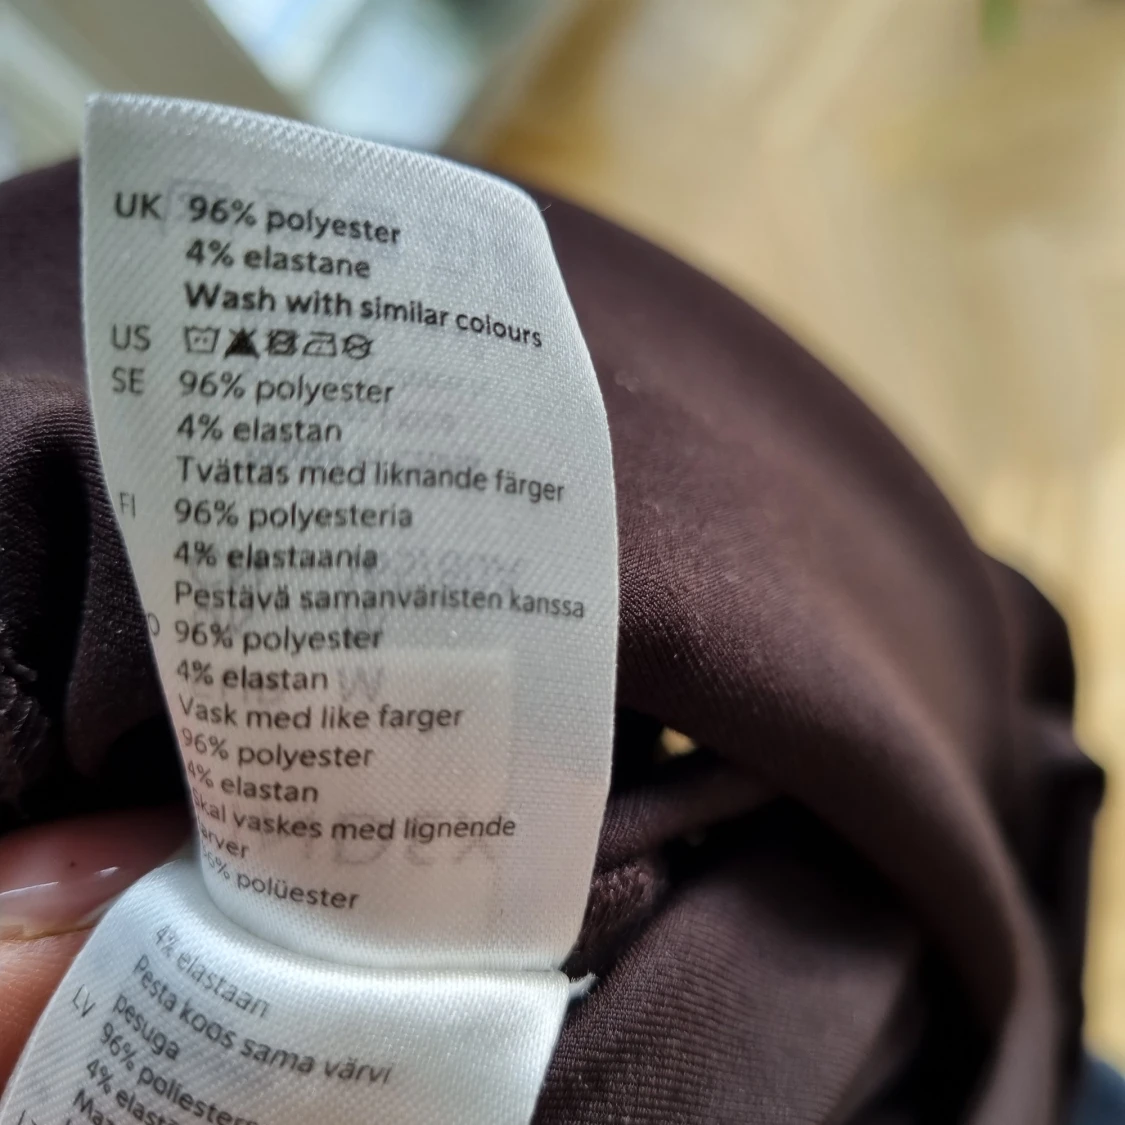 UK 96% polyester
4% elastane
Wash with similar colours
US
SE 96% polyester
4% elastan
Tvättas med liknande färger
FI 96% polyesteria
4% elastaania
Pestävä samanväristen kanssa
96% polyester
4% elastan
Vask med like farger
96% polyester
4% elastan
Skal vaskes med lignende
farver
96% polüester
4% elastaan
Pesta koos sama värvi
pesuga
LV 96% poliesters
4%